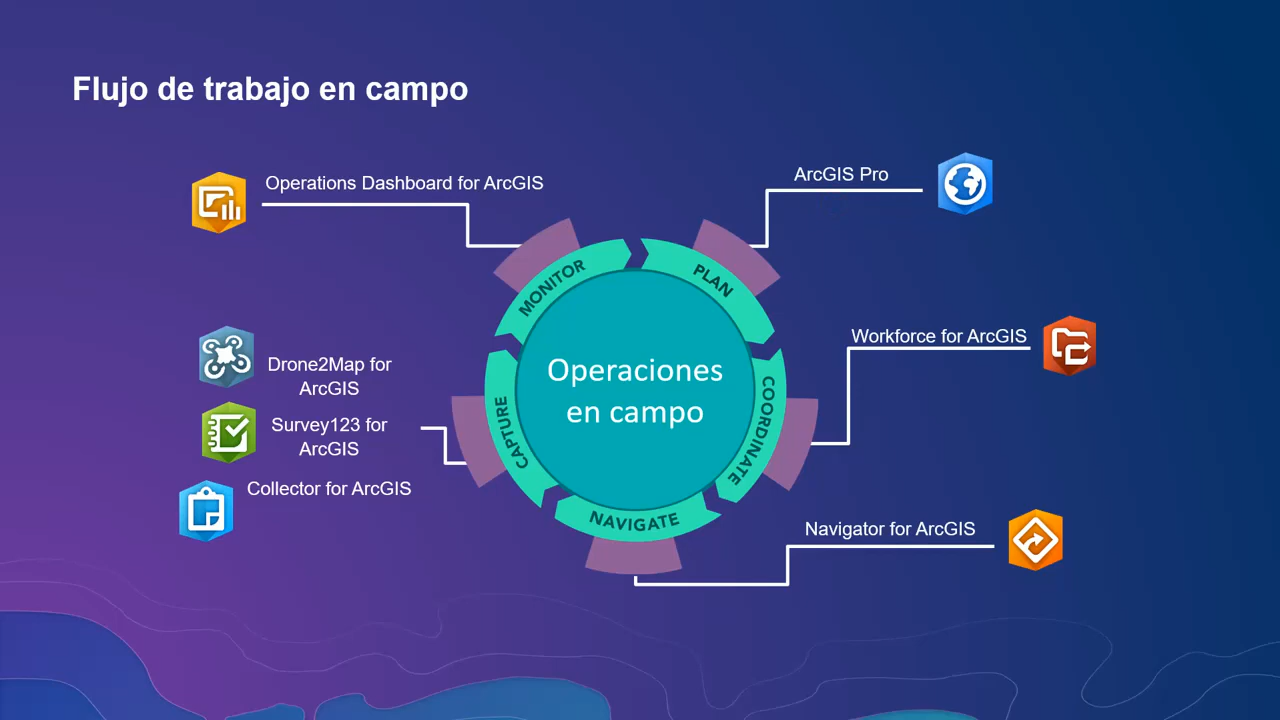 Flujo de trabajo en campo
Operations Dashboard for ArcGIS
ArcGIS Pro
MONITOR
PLAN
Workforce for ArcGIS
Drone2Map for
ArcGIS
Operaciones
en campo
COORDINATE
CAPTURE
Survey123 for
ArcGIS
Collector for ArcGIS
NAVIGATE
Navigator for ArcGIS